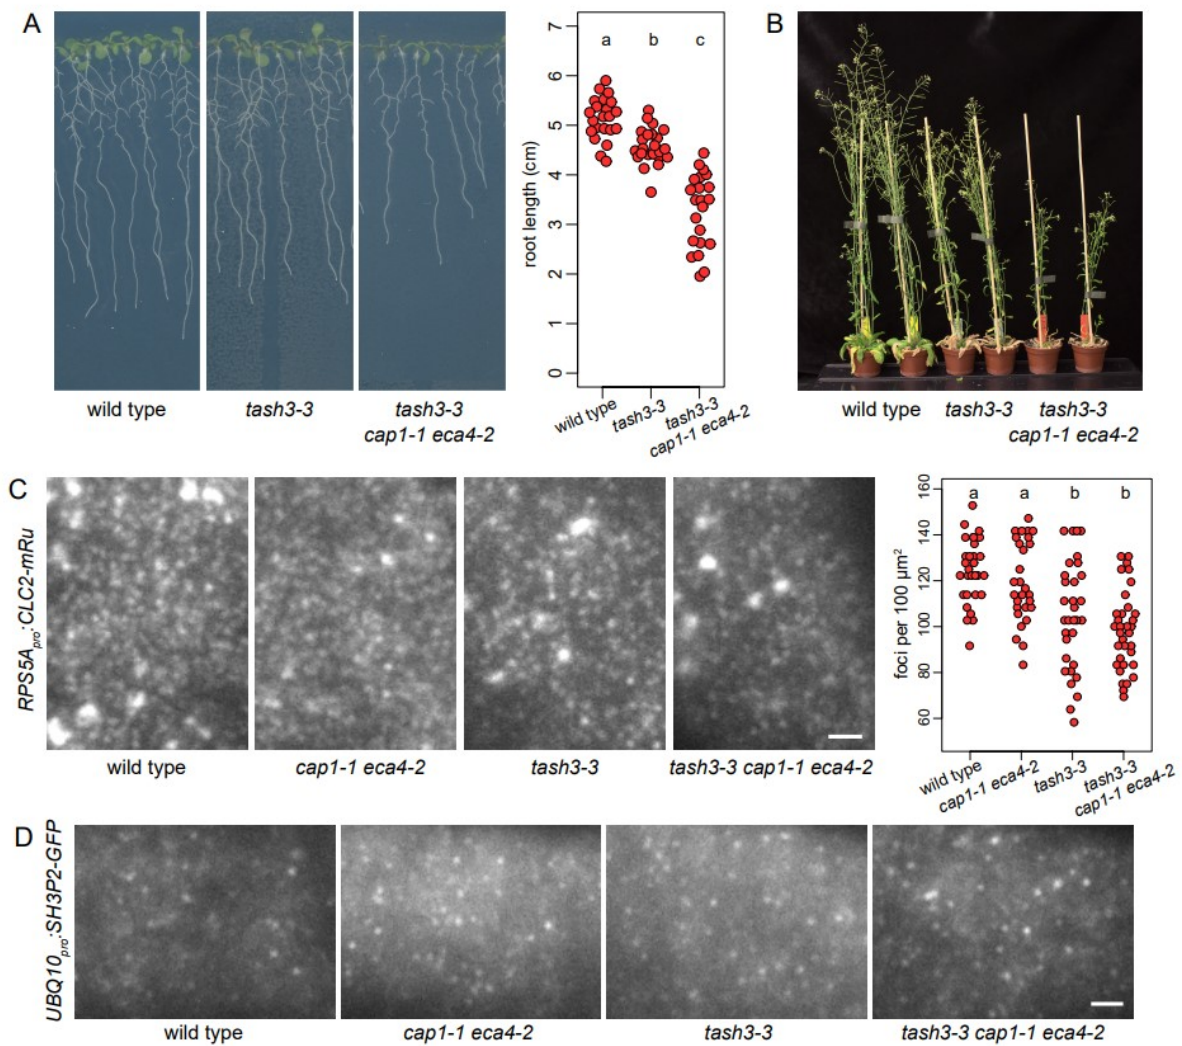 A
wild type
tash3-3
tash3-3
cap1-1 eca4-2
root length (cm)
7
6
5
4
3
2
1
0
a b c
wild type
tash3-3
tash3-3
cap1-1 eca4-2
B
wild type
tash3-3
tash3-3
cap1-1 eca4-2
C
RPS5Apro:CLC2-mRu
wild type
cap1-1 eca4-2
tash3-3
tash3-3 cap1-1 eca4-2
foci per 100 µm²
160
140
120
100
80
60
a a b b
wild type
cap1-1 eca4-2
tash3-3
tash3-3
cap1-1 eca4-2
D
UBQ10pro:SH3P2-GFP
wild type
cap1-1 eca4-2
tash3-3
tash3-3 cap1-1 eca4-2